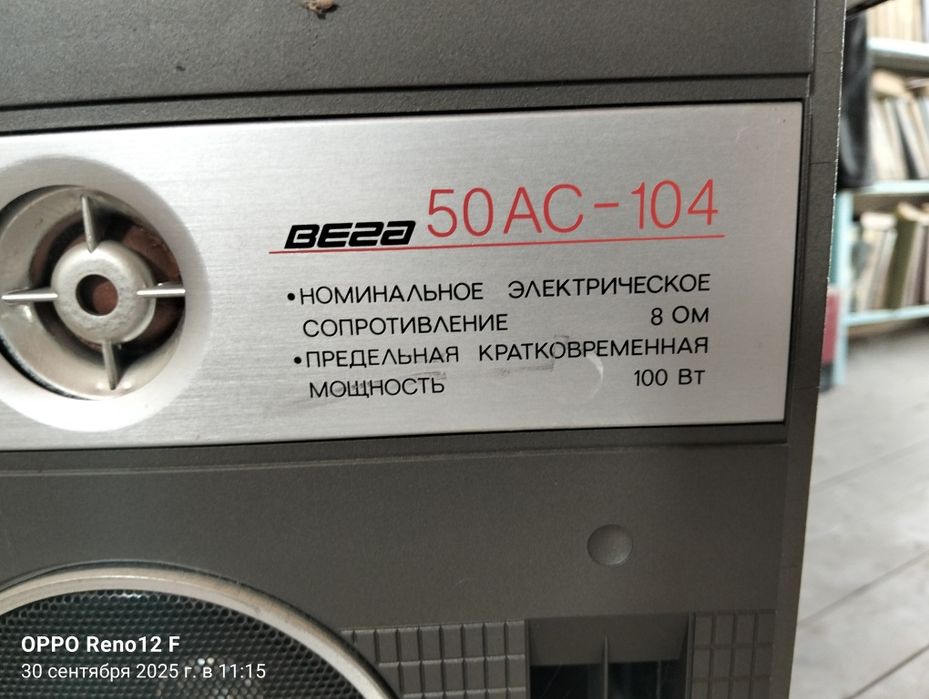 ВЕГА 50АС-104
•НОМИНАЛЬНОЕ ЭЛЕКТРИЧЕСКОЕ
СОПРОТИВЛЕНИЕ 8 Ом
•ПРЕДЕЛЬНАЯ КРАТКОВРЕМЕННАЯ
МОЩНОСТЬ 100 Вт
OPPO Reno12 F
30 сентября 2025 г. в 11:15